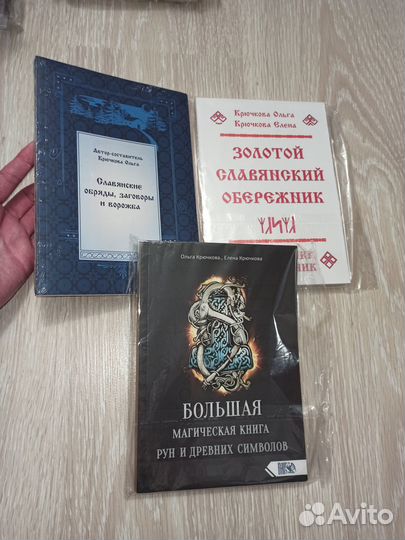 Автор-составитель
Крючкова Ольга
Славянские
обряды, заговоры
и ворожба
Крючкова Ольга
Крючкова Елена
ЗОЛОТОЙ
СЛАВЯНСКИЙ
ОБЕРЕЖНИК
Ольга Крючкова, Елена Крючкова
БОЛЬШАЯ
МАГИЧЕСКАЯ КНИГА
РУН И ДРЕВНИХ СИМВОЛОВ
Avito